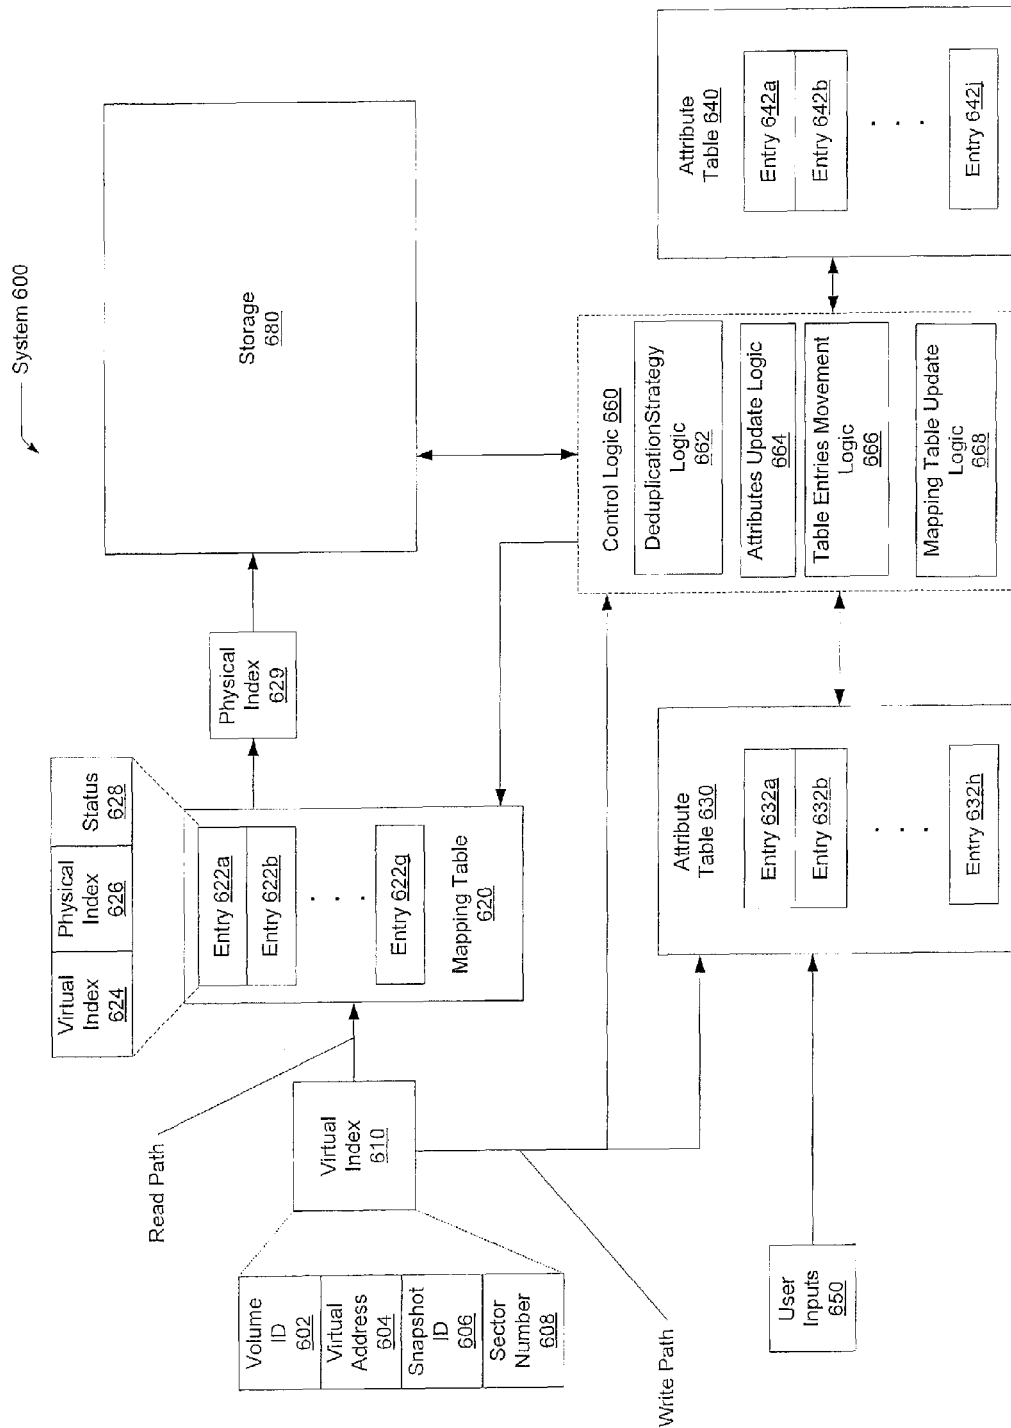 System 600
Volume
ID
602
Virtual
Address
604
Snapshot
ID
606
Sector
Number
608
Virtual
Index
610
Read Path
Write Path
Virtual
Index
624
Physical
Index
626
Status
628
Entry 622a
Entry 622b
. . .
Entry 622g
Mapping Table
620
Physical
Index
629
Storage
680
User
Inputs
650
Attribute
Table 630
Entry 632a
Entry 632b
. . .
Entry 632h
Control Logic 660
DeduplicationStrategy
Logic
662
Attributes Update Logic
664
Table Entries Movement
Logic
666
Mapping Table Update
Logic
668
Attribute
Table 640
Entry 642a
Entry 642b
. . .
Entry 642j